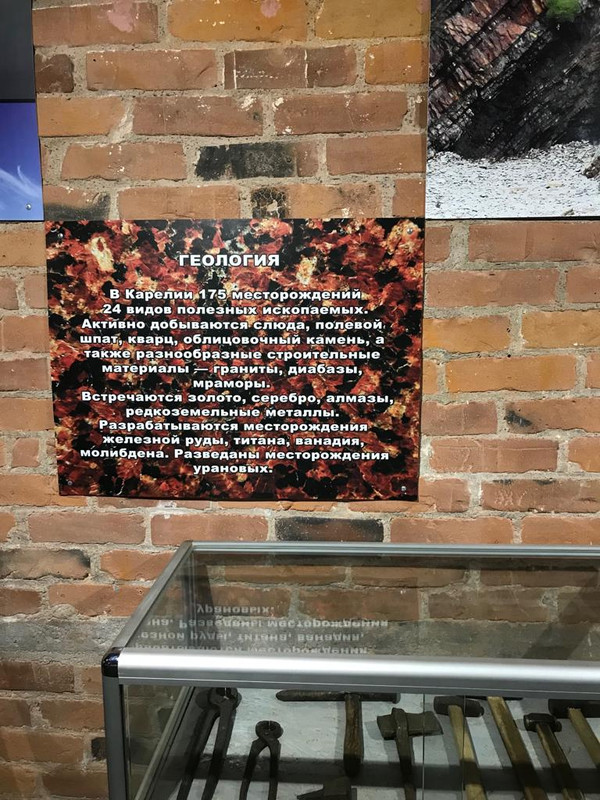 ГЕОЛОГИЯ
В Карелии 175 месторождений
24 видов полезных ископаемых.
Активно добываются слюда, полевой
шпат, кварц, облицовочный камень, а
также разнообразные строительные
материалы — граниты, диабазы,
мраморы.
Встречаются золото, серебро, алмазы,
редкоземельные металлы.
Разрабатываются месторождения
железной руды, титана, ванадия,
молибдена. Разведаны месторождения
урановых.